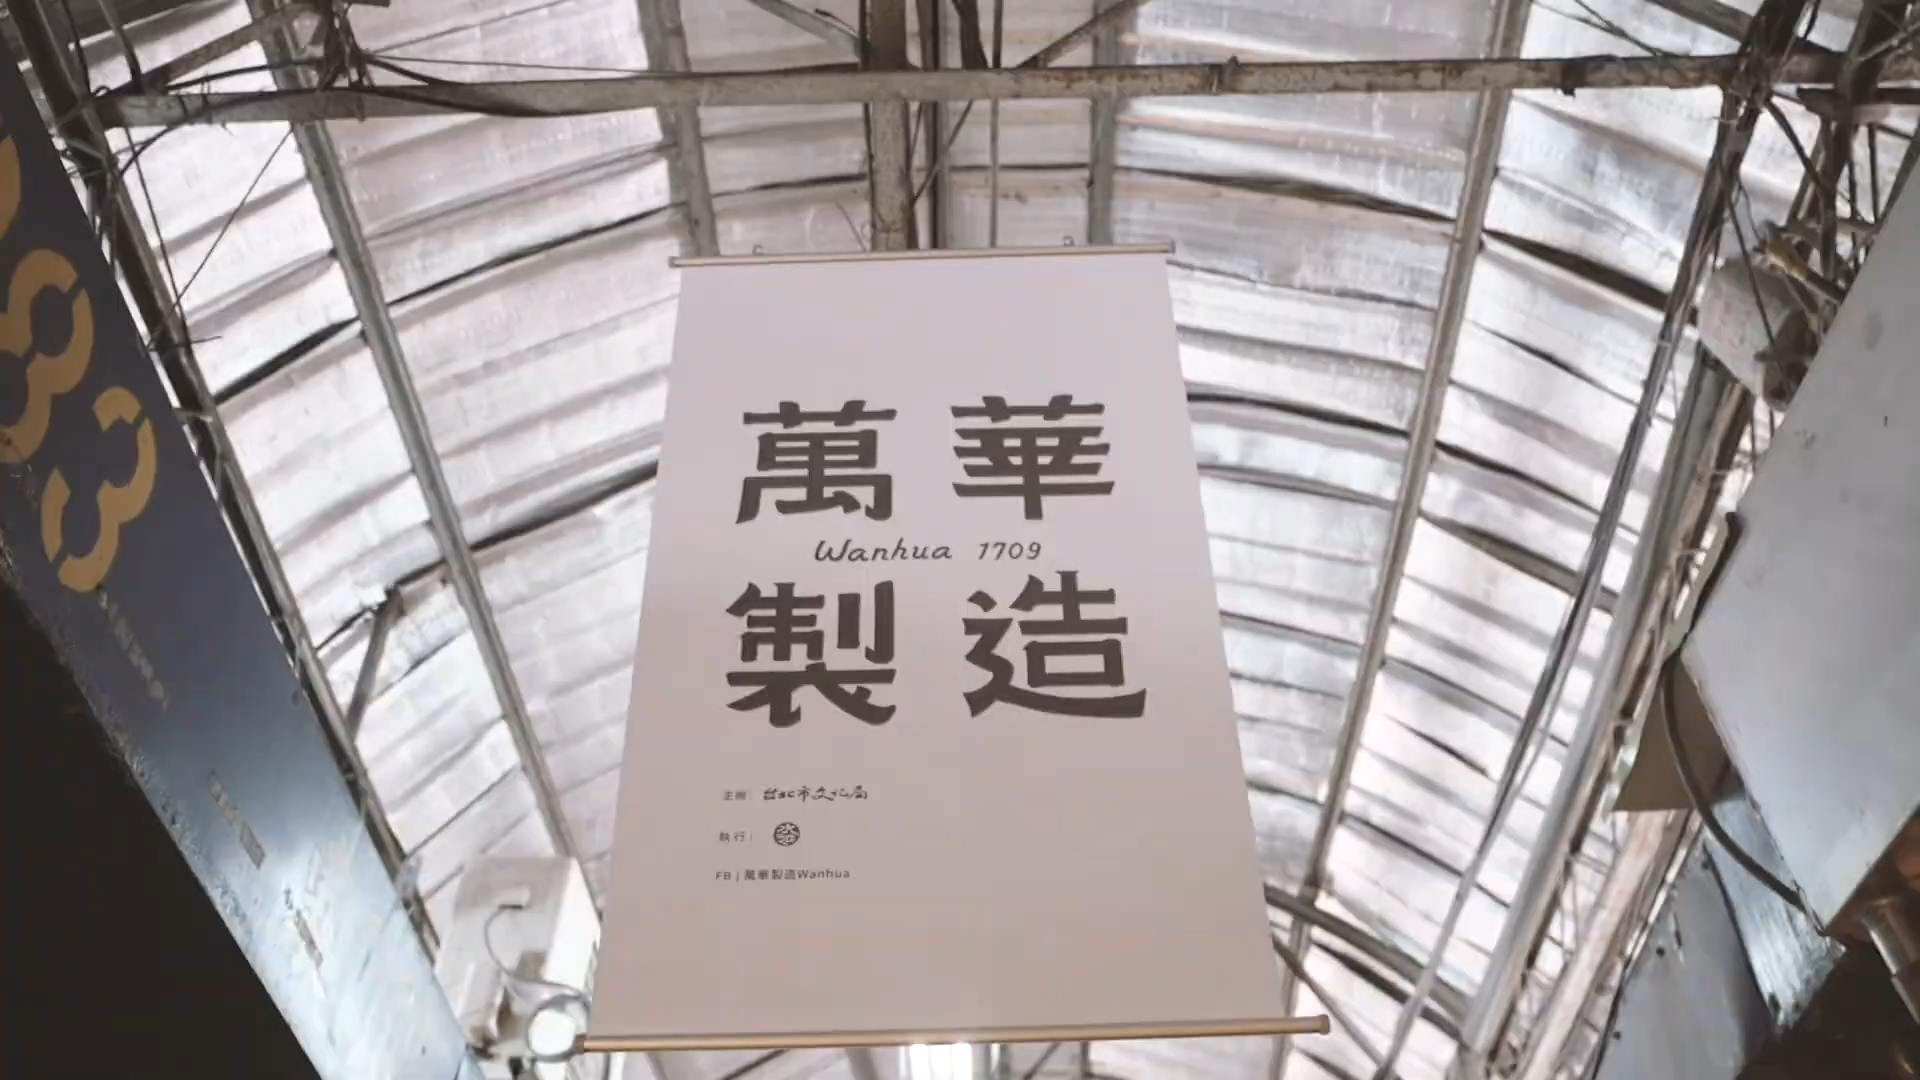 萬華
Wanhua 1709
製造
主辦： 台北市文化局
執行：
FB | 萬華製造Wanhua